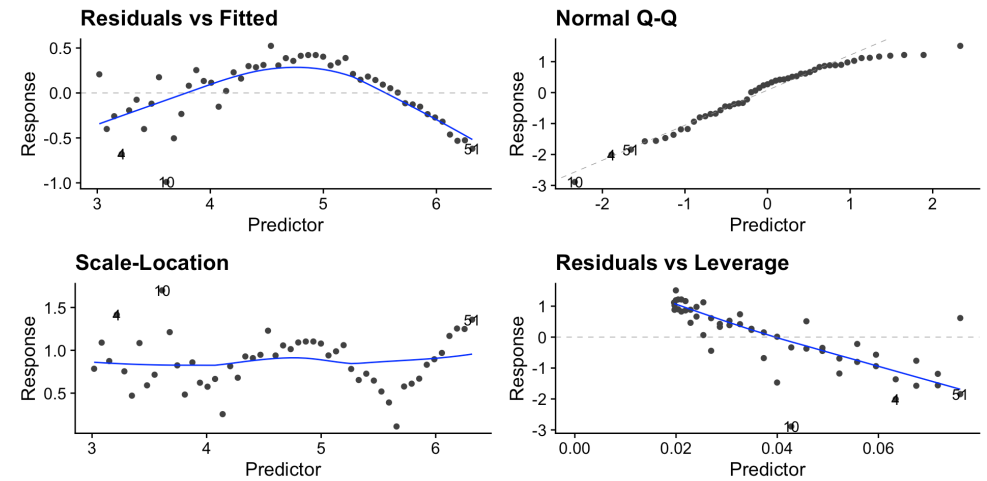 Residuals vs Fitted
Response
0.5
0.0
-0.5
-1.0
4
10
51
3 4 5 6
Predictor
Normal Q-Q
Response
1
0
-1
-2
-3
10
4
51
-2 -1 0 1 2
Predictor
Scale-Location
Response
1.5
1.0
0.5
4
10
51
3 4 5 6
Predictor
Residuals vs Leverage
Response
1
0
-1
-2
-3
10
4
51
0.00 0.02 0.04 0.06
Predictor